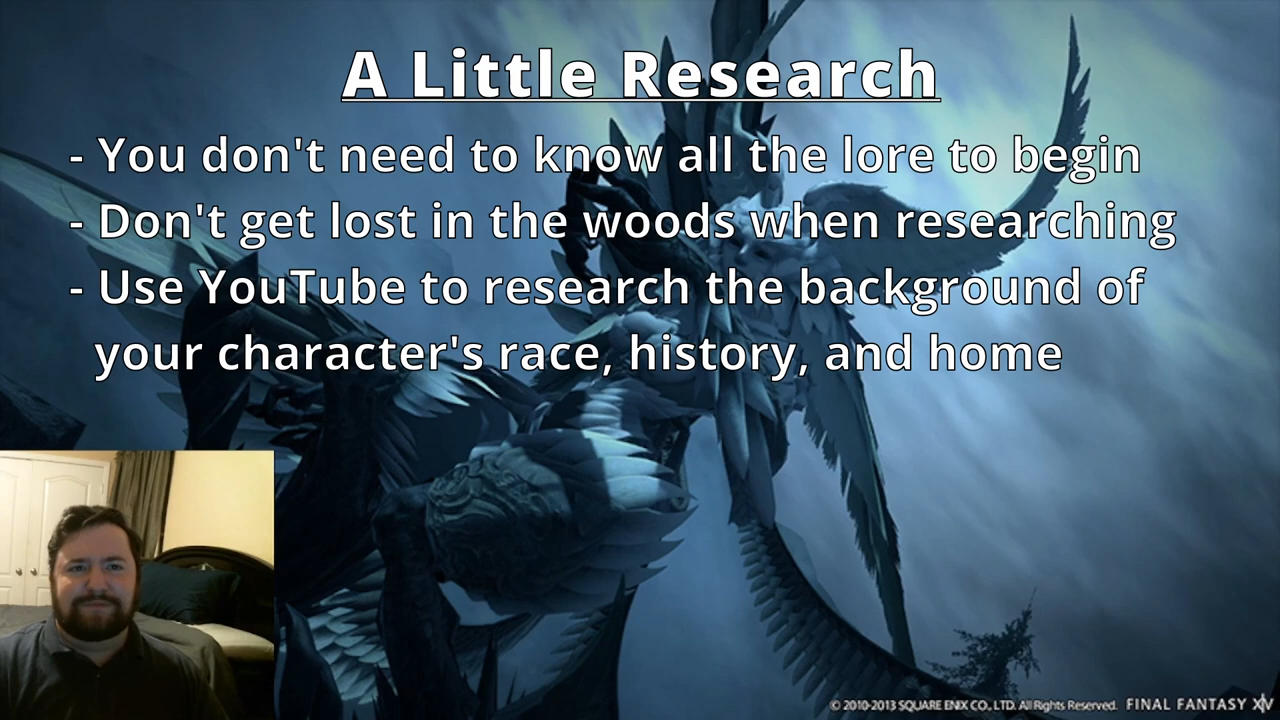 A Little Research
- You don't need to know all the lore to begin
- Don't get lost in the woods when researching
- Use YouTube to research the background of
your character's race, history, and home
© 2010-2013 SQUARE ENIX CO., LTD. All Rights Reserved. FINAL FANTASY XIV